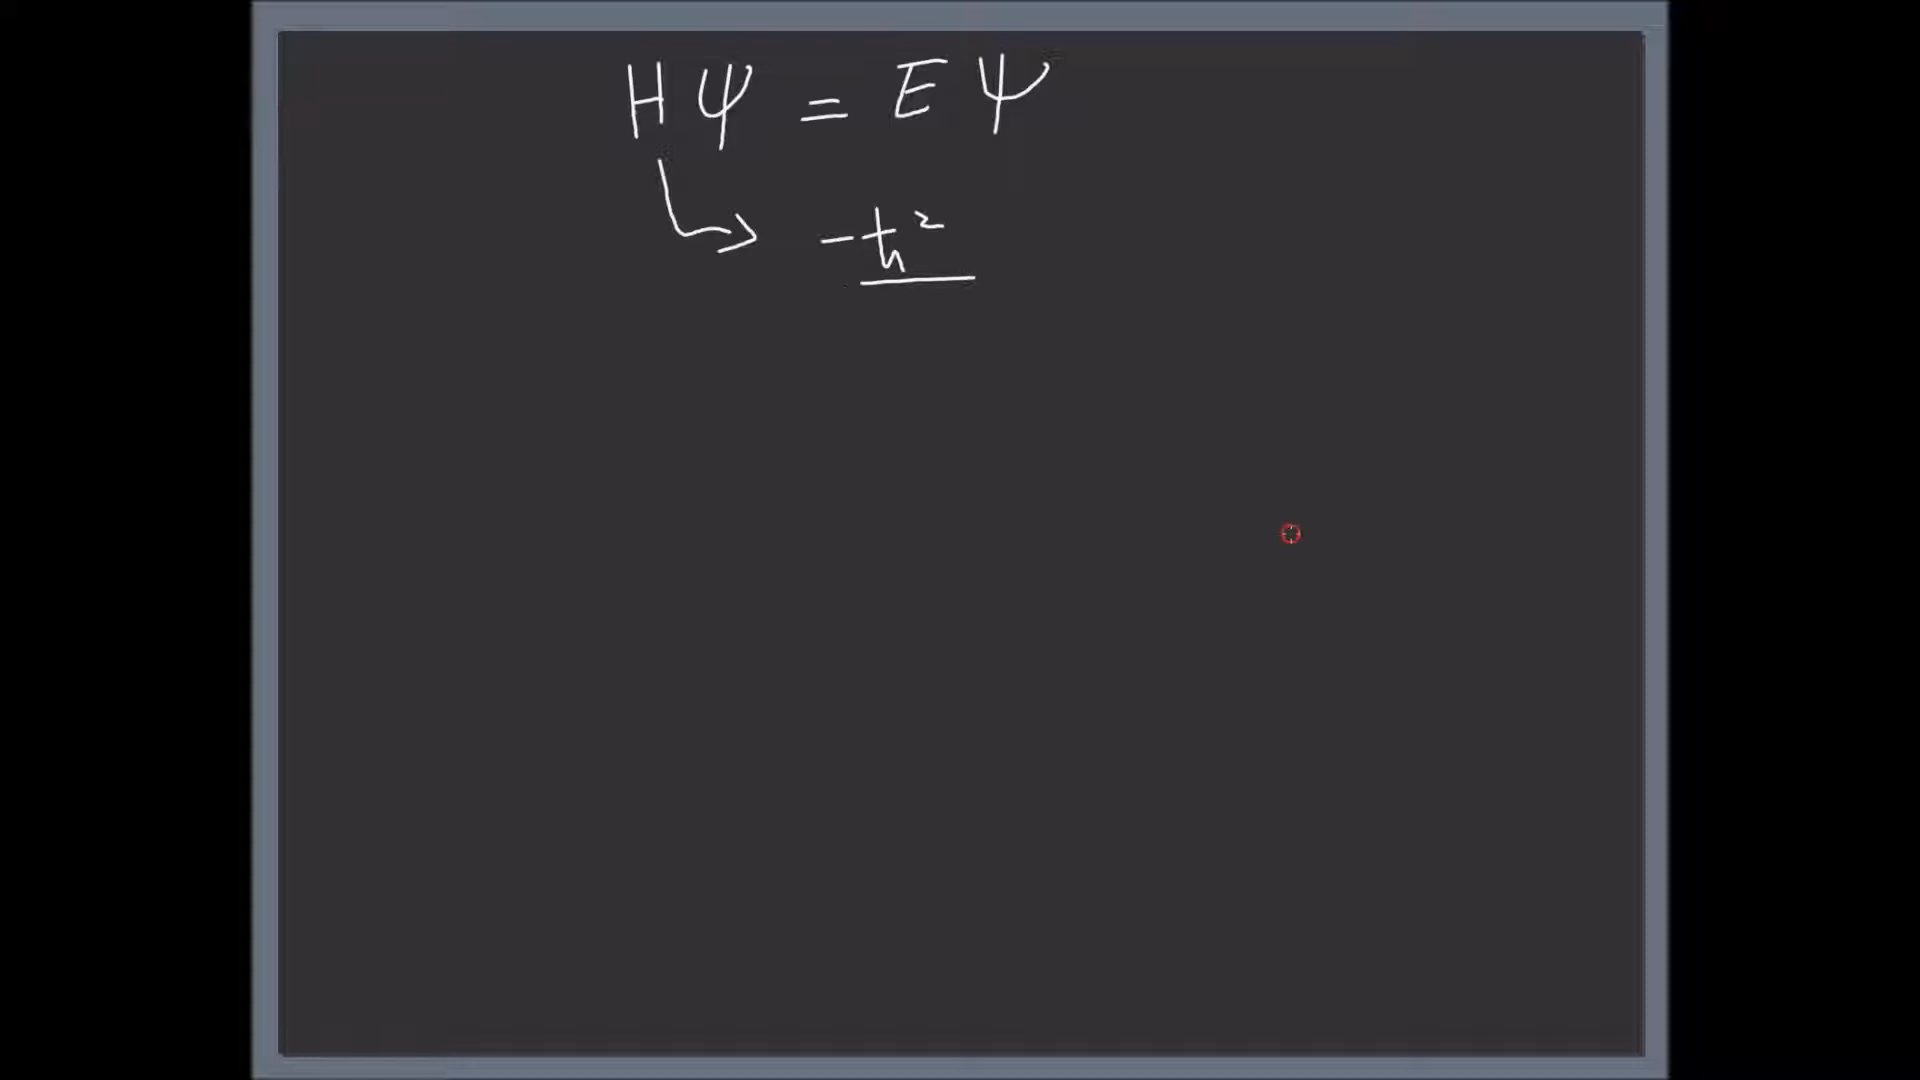 Hψ = Eψ
↳ -ħ²